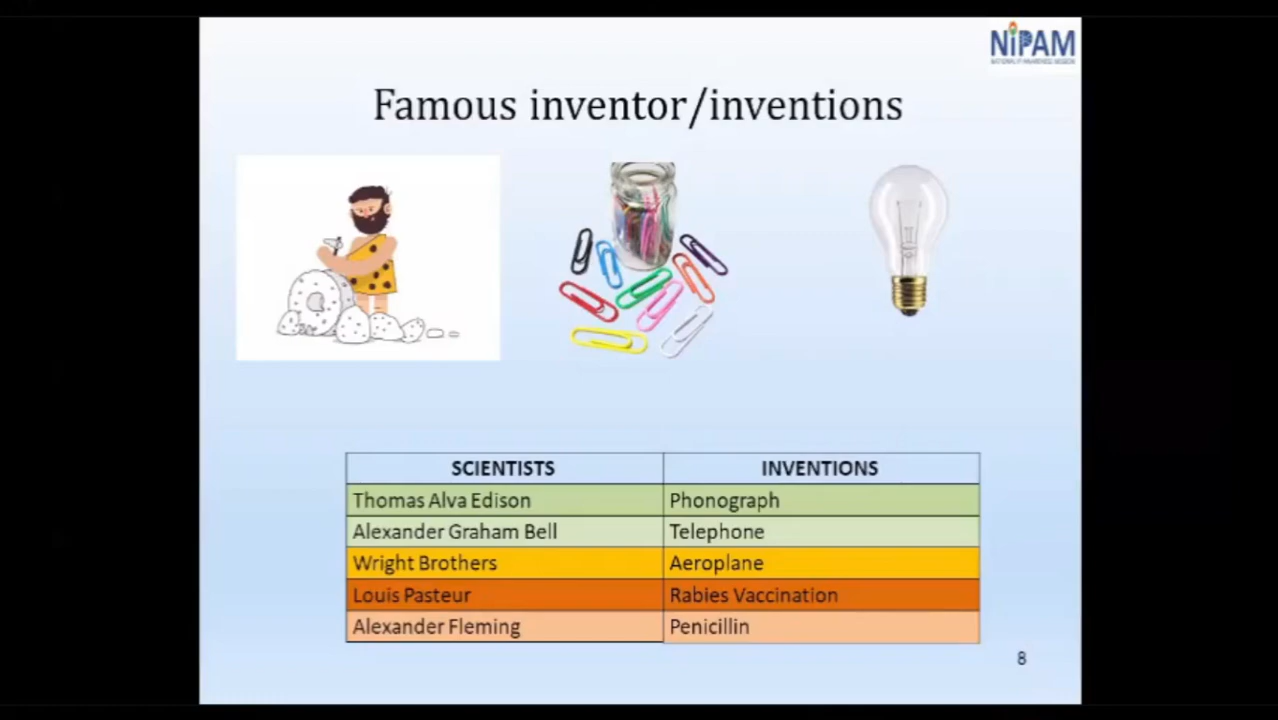 NiPAM
Famous inventor/inventions
SCIENTISTS INVENTIONS
Thomas Alva Edison Phonograph
Alexander Graham Bell Telephone
Wright Brothers Aeroplane
Louis Pasteur Rabies Vaccination
Alexander Fleming Penicillin
8